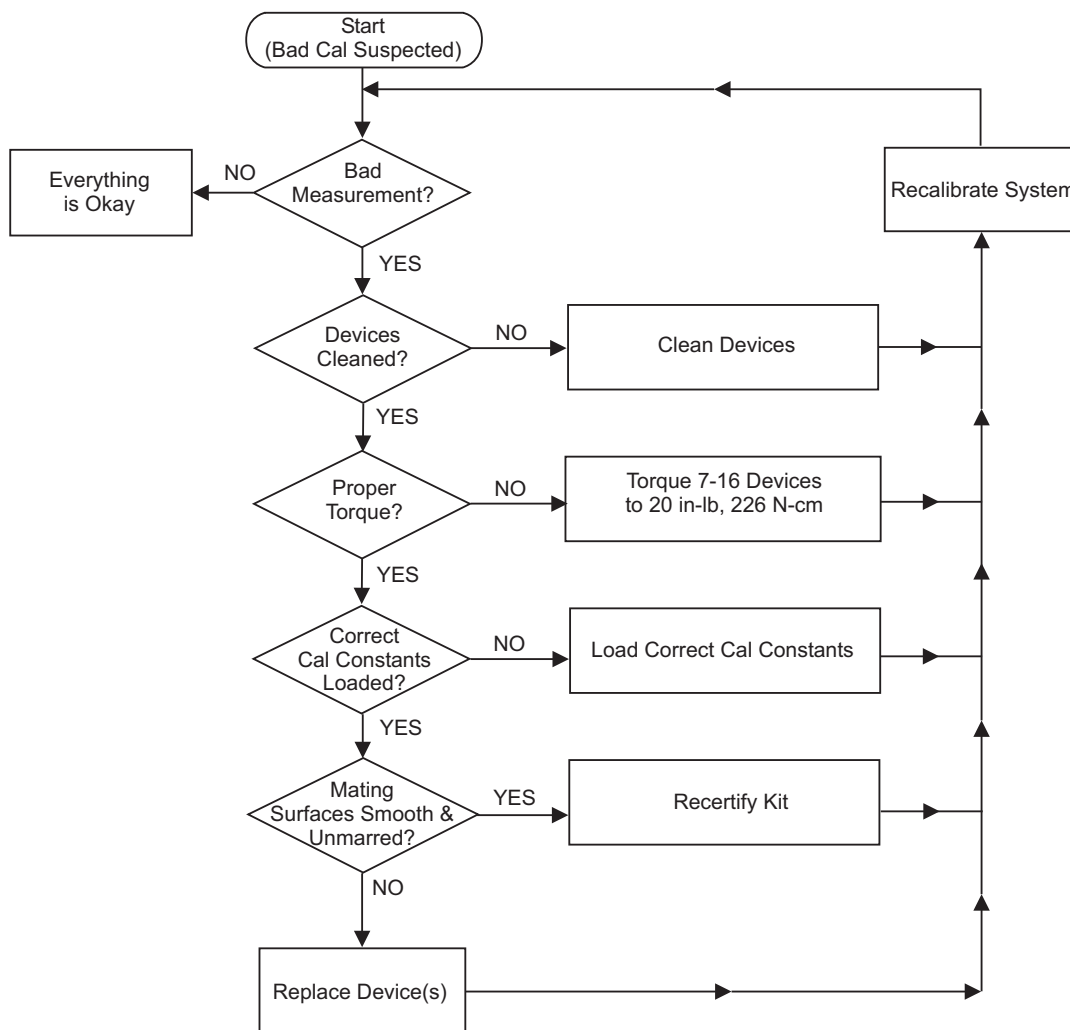 Start
(Bad Cal Suspected)
Bad
Measurement?
NO
Everything
is Okay
Recalibrate System
YES
Devices
Cleaned?
NO
Clean Devices
YES
Proper
Torque?
NO
Torque 7-16 Devices
to 20 in-lb, 226 N-cm
YES
Correct
Cal Constants
Loaded?
NO
Load Correct Cal Constants
YES
Mating
Surfaces Smooth &
Unmarred?
YES
Recertify Kit
NO
Replace Device(s)